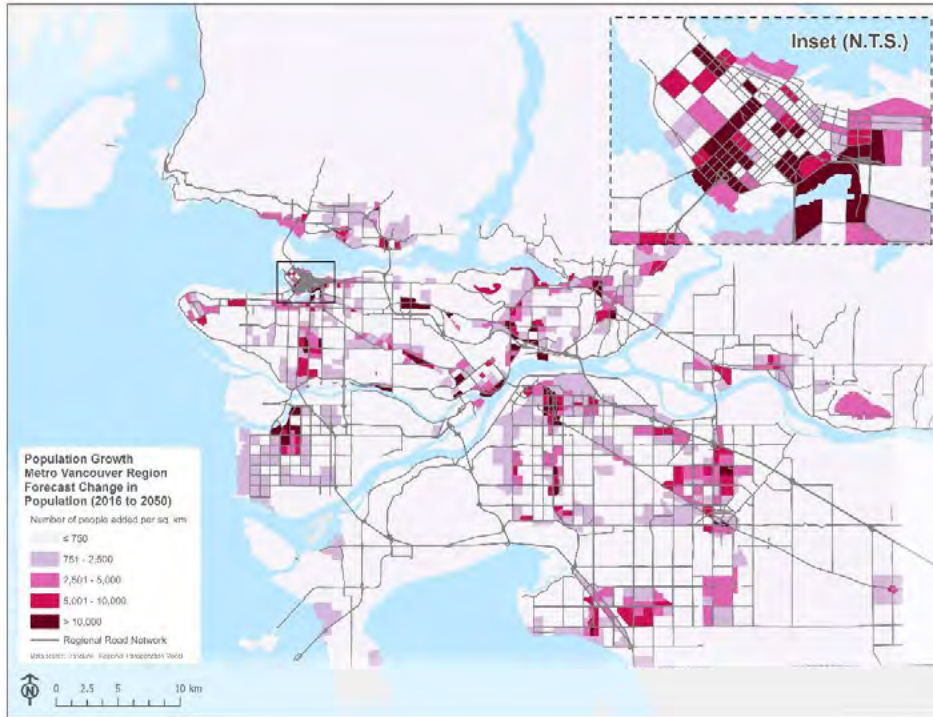 Inset (N.T.S.)
Population Growth
Metro Vancouver Region
Forecast Change in
Population (2016 to 2050)
Number of people added per sq. km
≤ 750
751 - 2,500
2,501 - 5,000
5,001 - 10,000
> 10,000
Regional Road Network
N
0 2.5 5 10 km